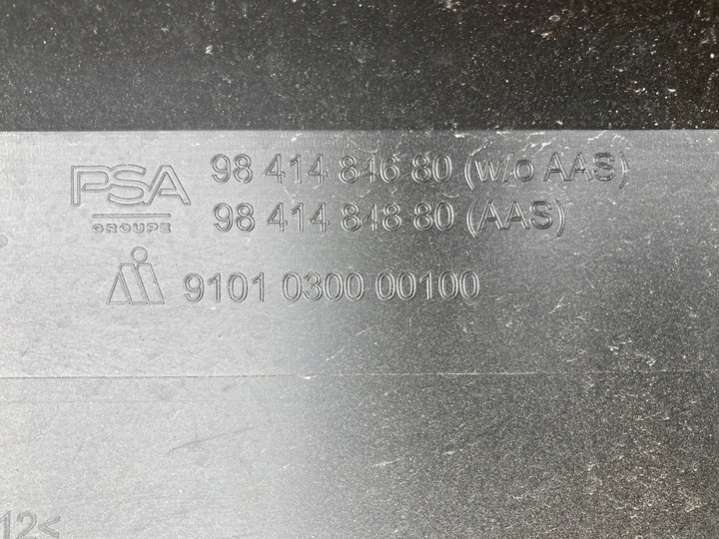 PSA 98 414 846 80 (w/o AAS)
GROUPE 98 414 848 80 (AAS)
9101 0300 00100
12<